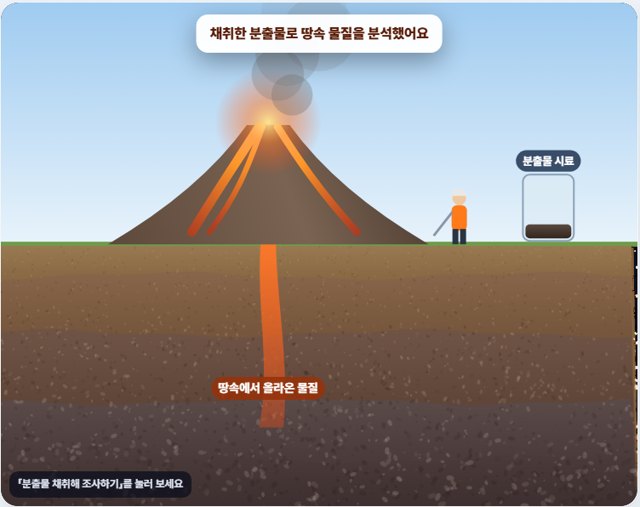 채취한 분출물로 땅속 물질을 분석했어요
분출물 시료
땅속에서 올라온 물질
『분출물 채취해 조사하기』를 눌러 보세요